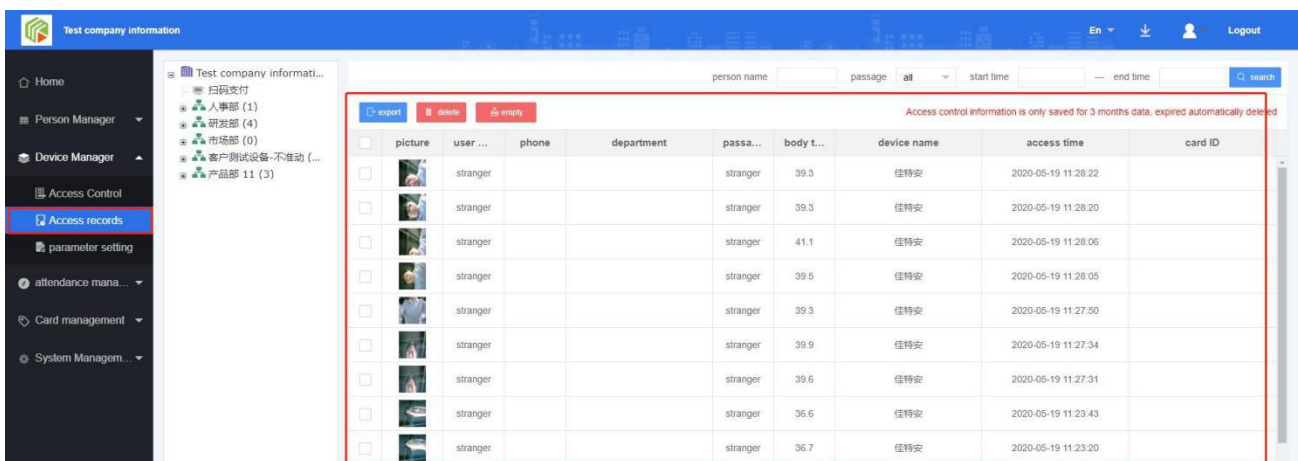 Test company information
En
Logout
Home
Person Manager
Device Manager
Access Control
Access records
parameter setting
attendance mana...
Card management
System Managem...
Test company informati...
扫码支付
人事部 (1)
研发部 (4)
市场部 (0)
客户测试设备-不准动 (...
产品部 11 (3)
person name passage all start time — end time search
export delete empty Access control information is only saved for 3 months data, expired automatically deleted
picture user ... phone department passa... body t... device name access time card ID
stranger stranger 39.3 佳特安 2020-05-19 11:28:22
stranger stranger 39.3 佳特安 2020-05-19 11:28:20
stranger stranger 41.1 佳特安 2020-05-19 11:28:06
stranger stranger 39.5 佳特安 2020-05-19 11:28:05
stranger stranger 39.3 佳特安 2020-05-19 11:27:50
stranger stranger 39.9 佳特安 2020-05-19 11:27:34
stranger stranger 39.6 佳特安 2020-05-19 11:27:31
stranger stranger 36.6 佳特安 2020-05-19 11:23:43
stranger stranger 36.7 佳特安 2020-05-19 11:23:20